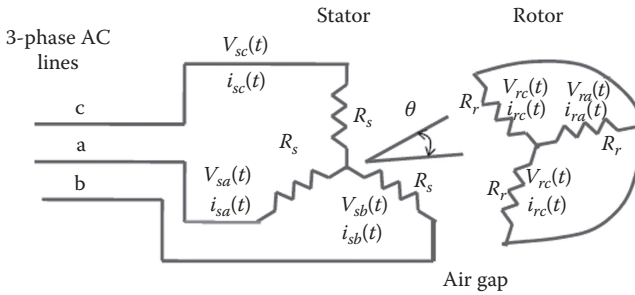 Stator
Rotor
3-phase AC
lines
V_sc(t)
i_sc(t)
c
a
b
R_s
R_s
V_sa(t)
i_sa(t)
θ
R_s
V_sb(t)
i_sb(t)
V_rc(t)
i_rc(t)
R_r
V_ra(t)
i_ra(t)
R_r
R_r
V_rc(t)
i_rc(t)
Air gap